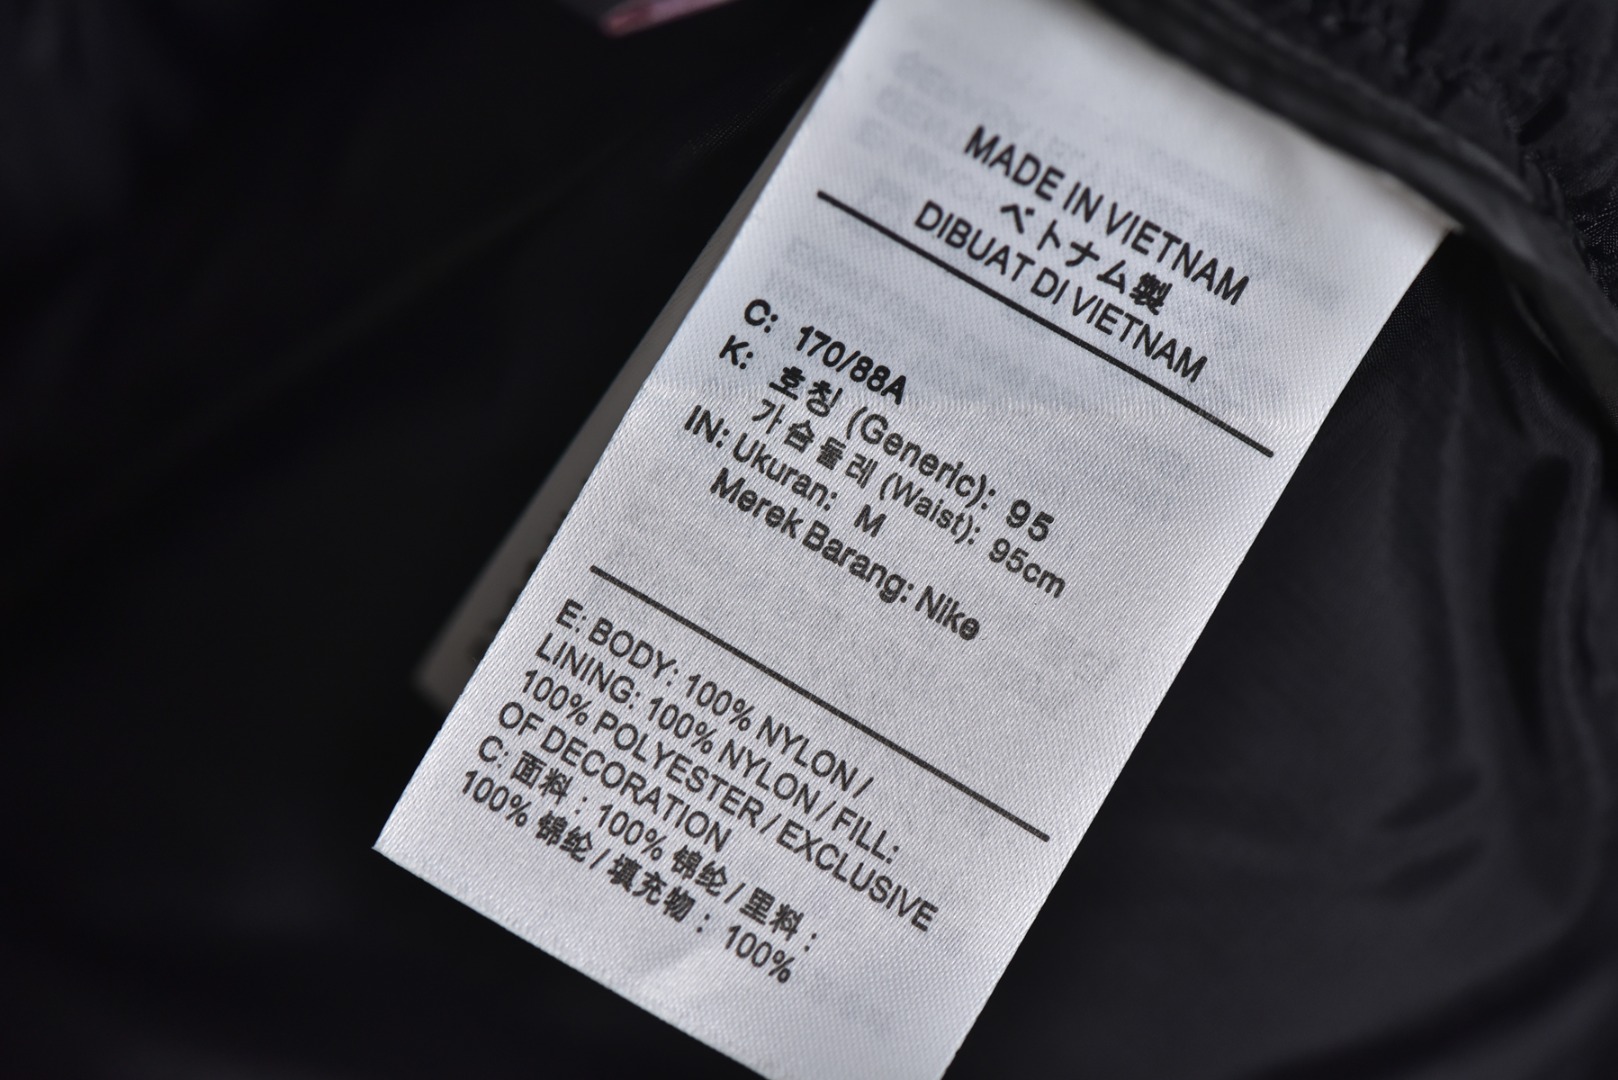 MADE IN VIETNAM
ベトナム製
DIBUAT DI VIETNAM
C: 170/88A
K: 호칭 (Generic): 95
가슴둘레 (Waist): 95cm
IN: Ukuran: M
Merek Barang: Nike
E: BODY: 100% NYLON /
LINING: 100% NYLON / FILL:
100% POLYESTER / EXCLUSIVE
OF DECORATION
C: 面料 : 100% 锦纶 / 里料 :
100% 锦纶 / 填充物 : 100%